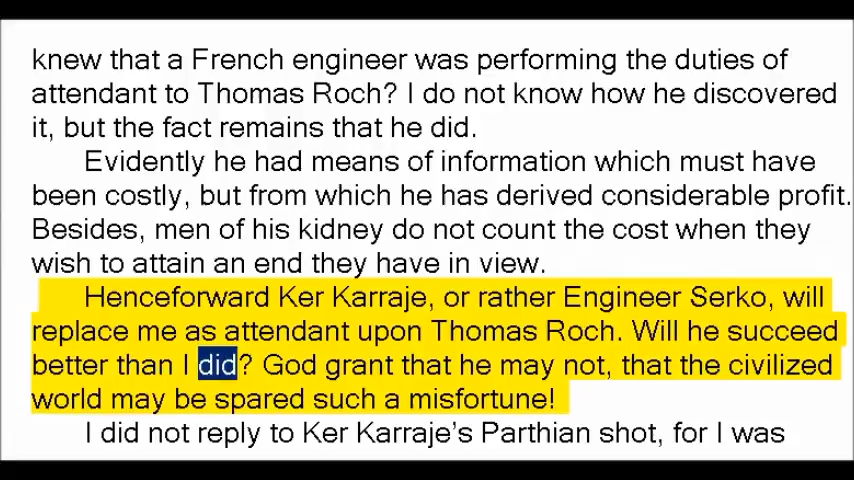 knew that a French engineer was performing the duties of
attendant to Thomas Roch? I do not know how he discovered
it, but the fact remains that he did.
Evidently he had means of information which must have
been costly, but from which he has derived considerable profit.
Besides, men of his kidney do not count the cost when they
wish to attain an end they have in view.
Henceforward Ker Karraje, or rather Engineer Serko, will
replace me as attendant upon Thomas Roch. Will he succeed
better than I did? God grant that he may not, that the civilized
world may be spared such a misfortune!
I did not reply to Ker Karraje’s Parthian shot, for I was